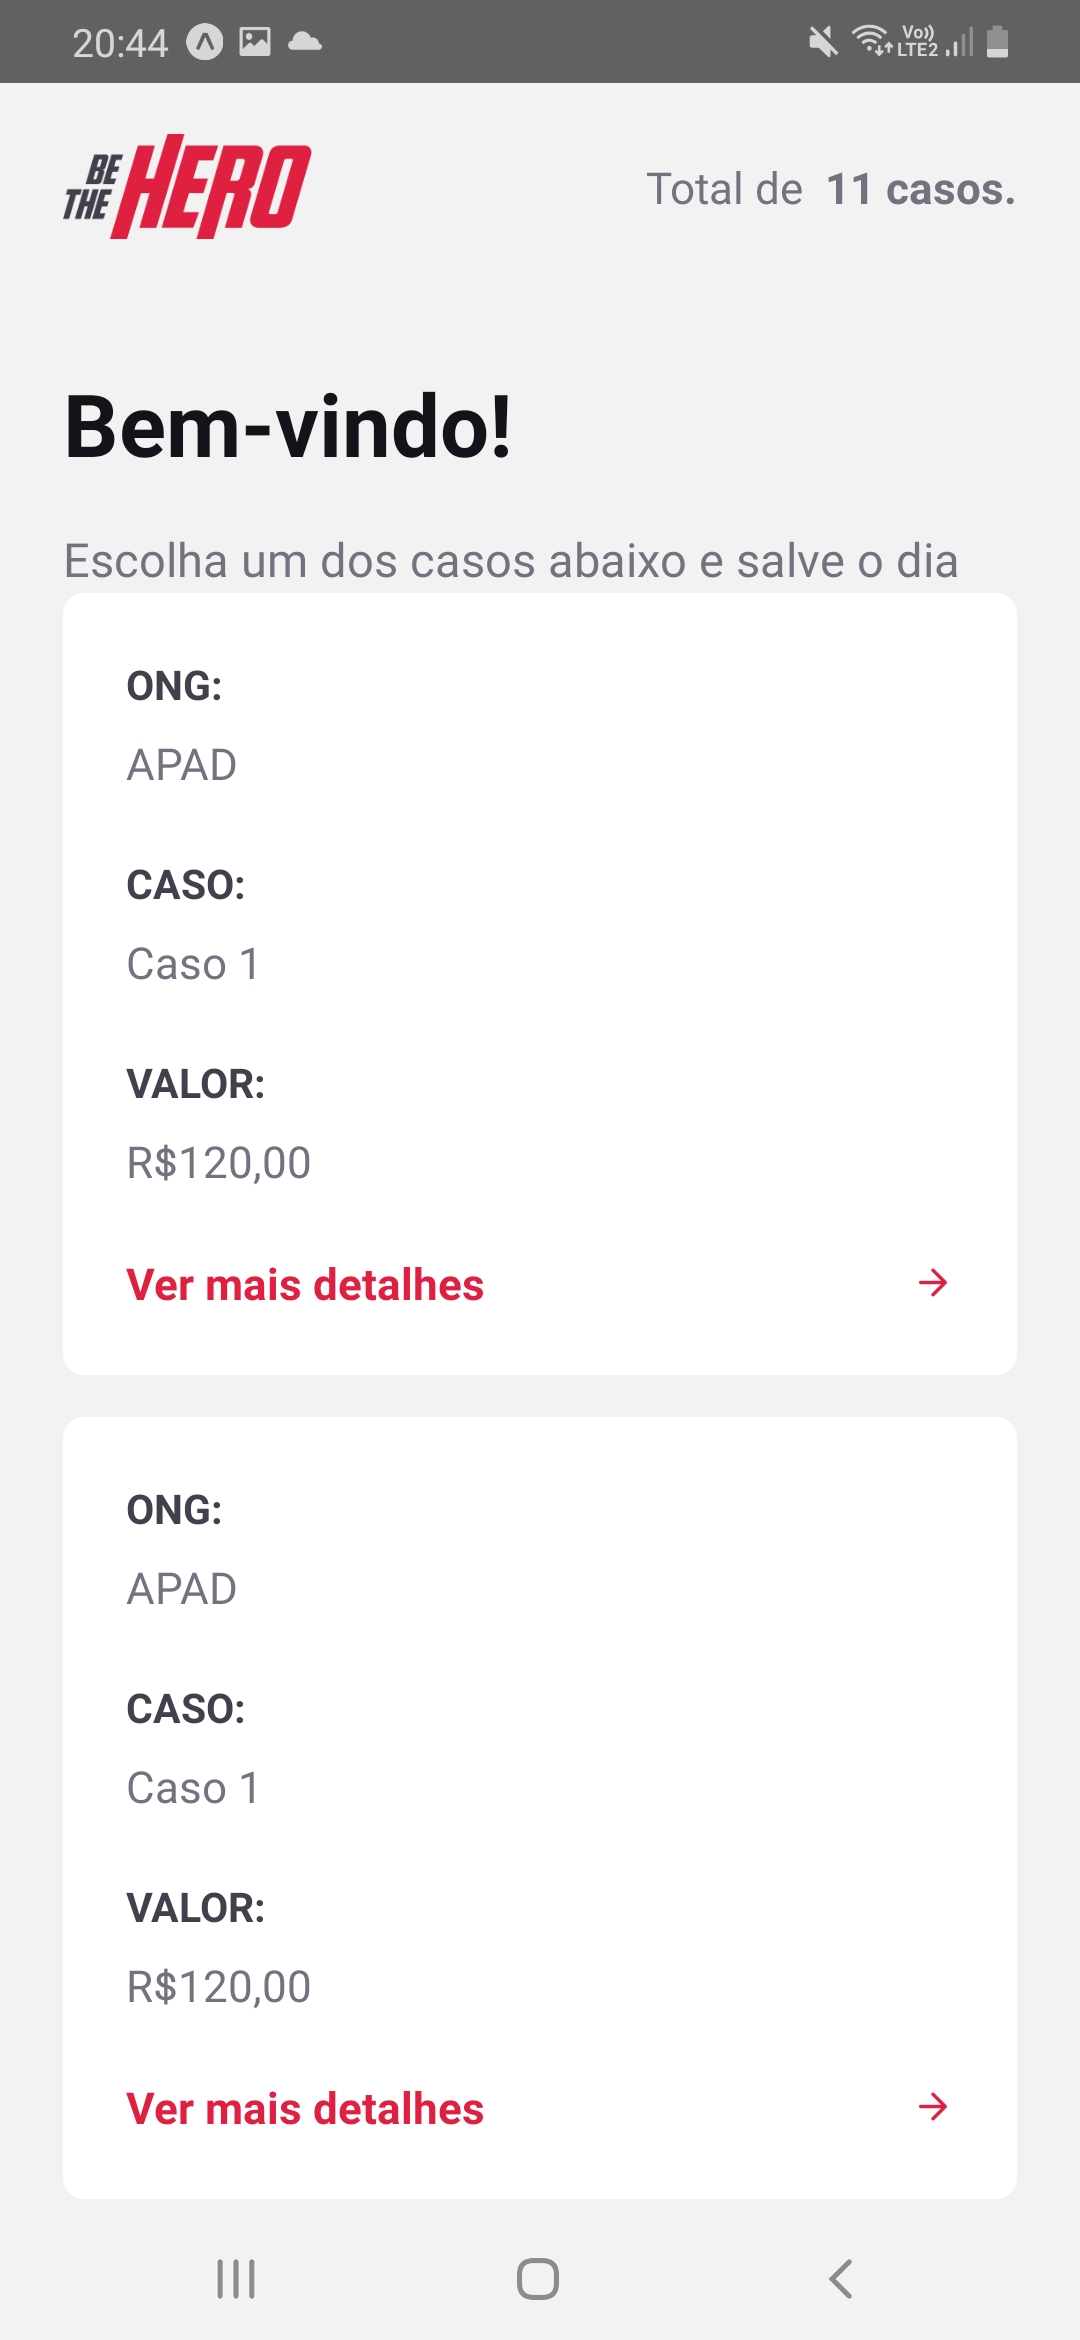 20:44
Vo))
LTE2
BE
THE
HERO
Total de 11 casos.
Bem-vindo!
Escolha um dos casos abaixo e salve o dia
ONG:
APAD
CASO:
Caso 1
VALOR:
R$120,00
Ver mais detalhes
ONG:
APAD
CASO:
Caso 1
VALOR:
R$120,00
Ver mais detalhes